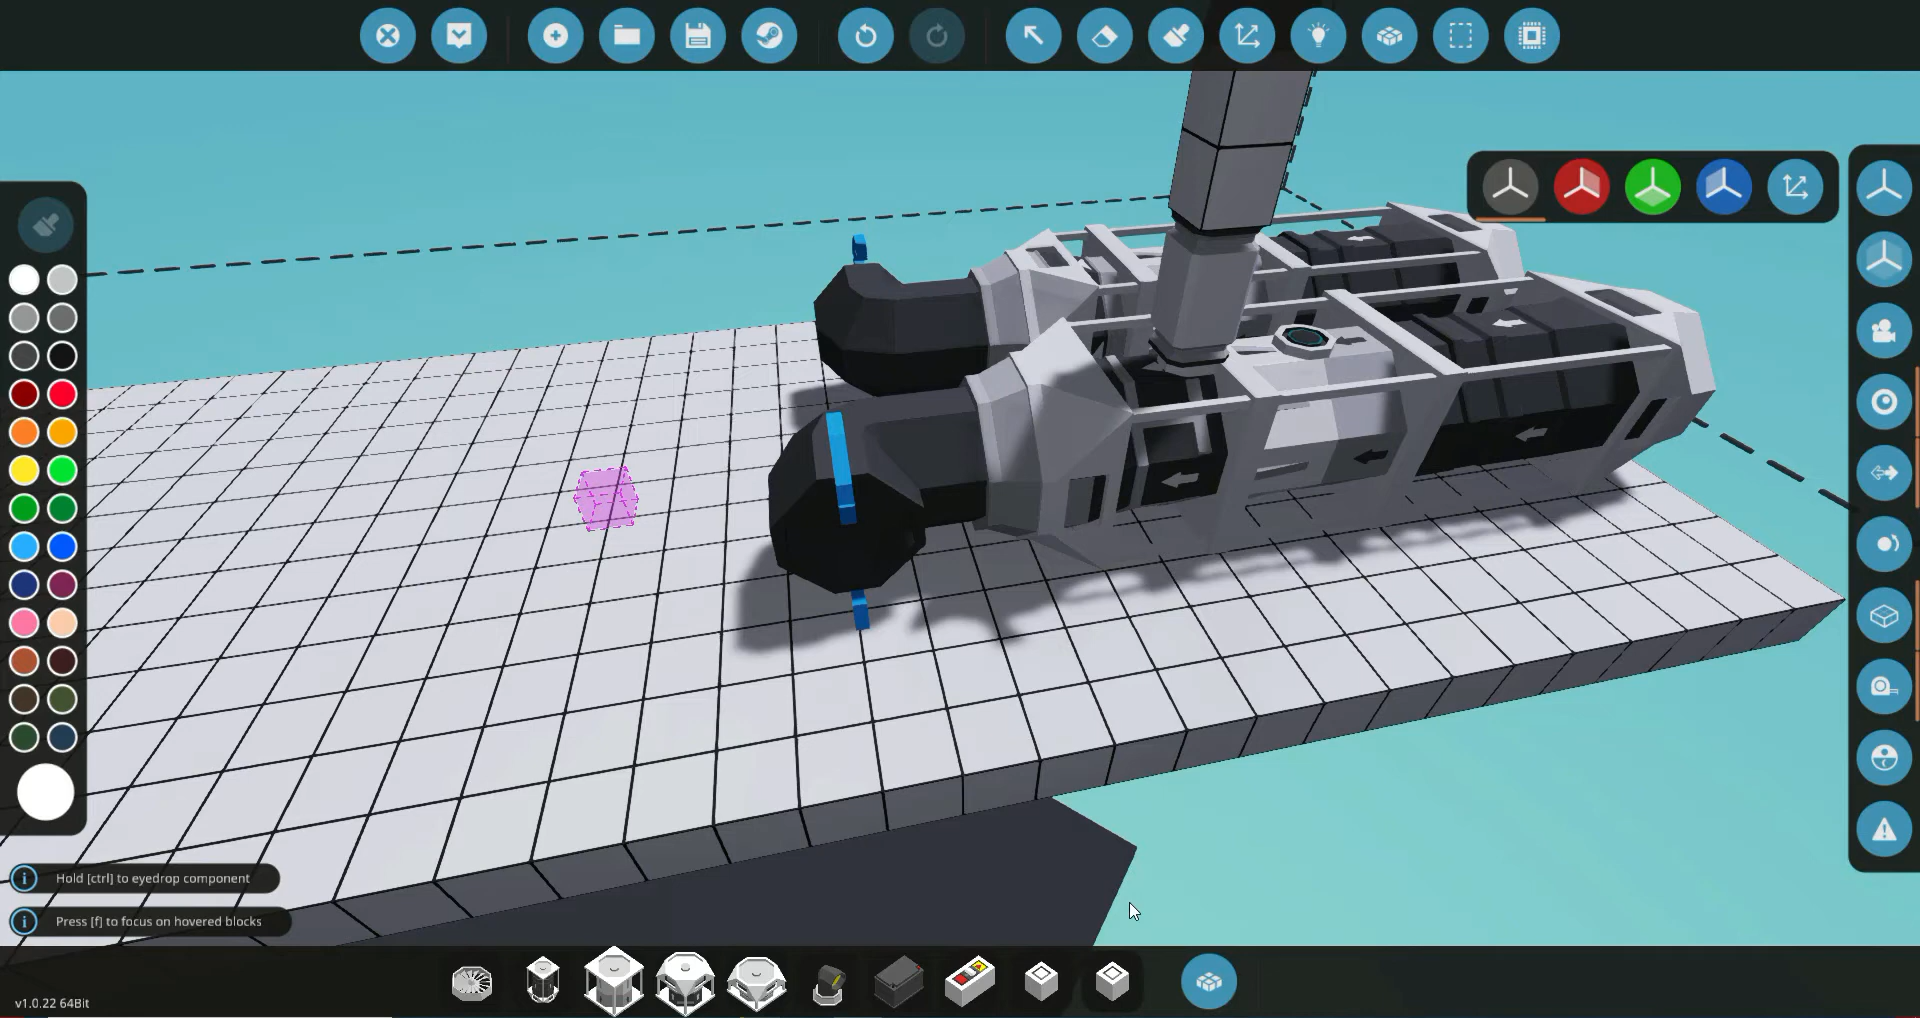 Hold [ctrl] to eyedrop component
Press [f] to focus on hovered blocks
v1.0.22 64Bit